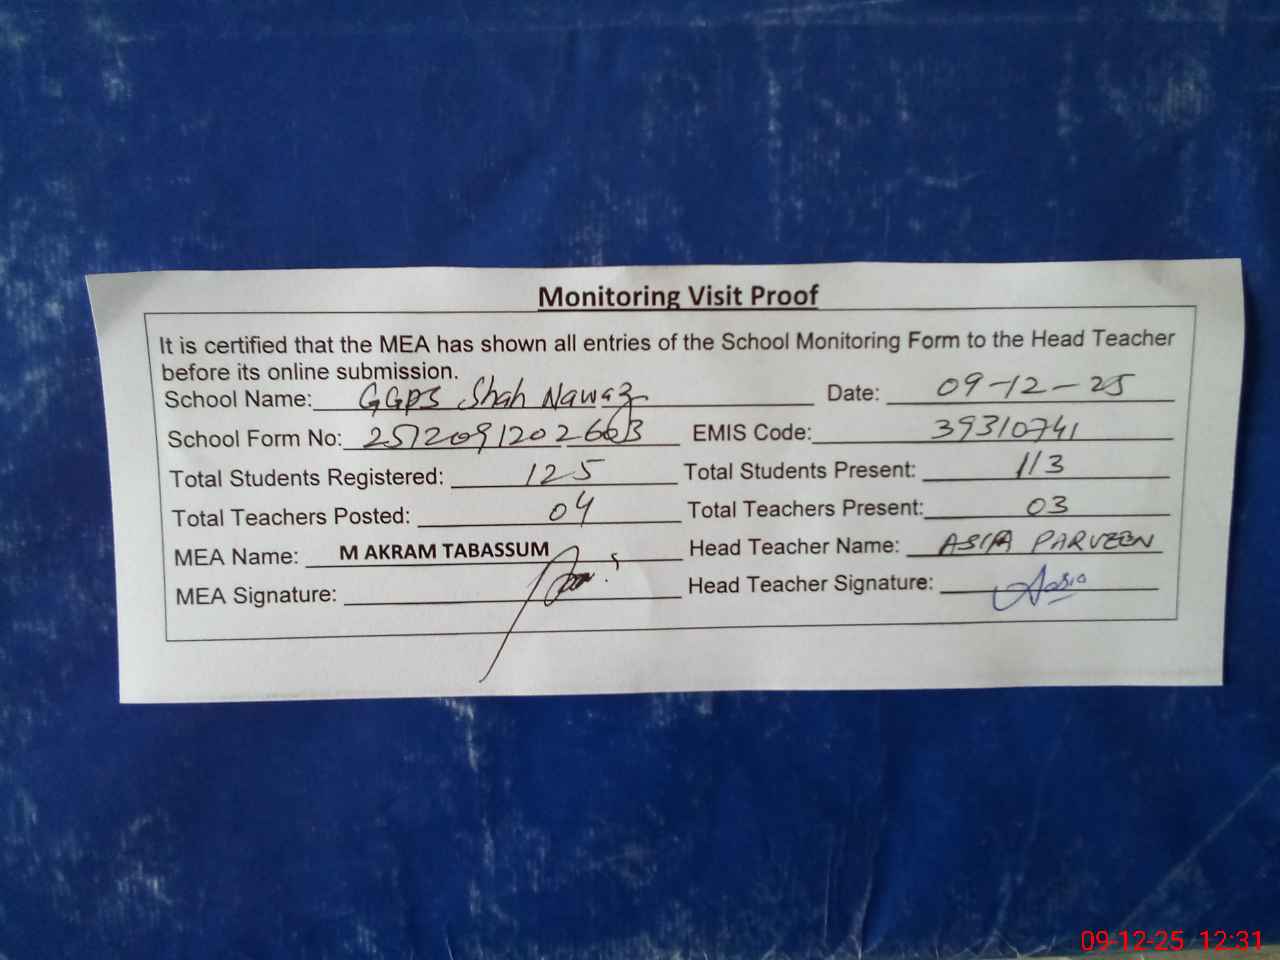 Monitoring Visit Proof
It is certified that the MEA has shown all entries of the School Monitoring Form to the Head Teacher
before its online submission.
School Name: GGPS Shah Nawaz Date: 09-12-25
School Form No: EMIS Code: 39310741
Total Students Registered: 125 Total Students Present: 113
Total Teachers Posted: 04 Total Teachers Present: 03
MEA Name: M AKRAM TABASSUM Head Teacher Name: ASIFA PARVEEN
MEA Signature: Head Teacher Signature:
09-12-25 12:31